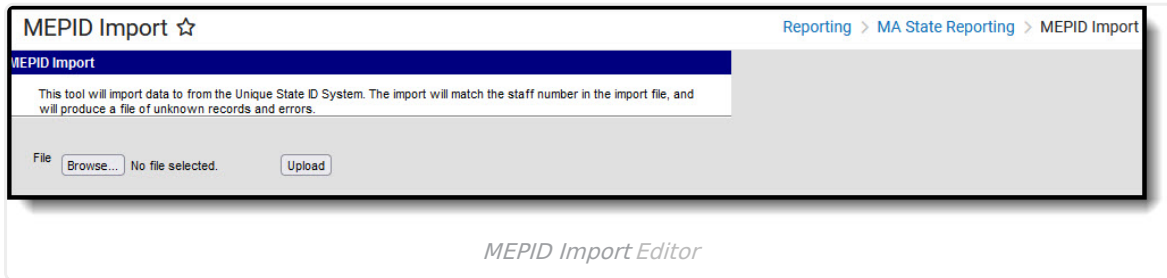 MEPID Import ☆
Reporting > MA State Reporting > MEPID Import
MEPID Import
This tool will import data to from the Unique State ID System. The import will match the staff number in the import file, and
will produce a file of unknown records and errors.
File Browse... No file selected. Upload
MEPID Import Editor